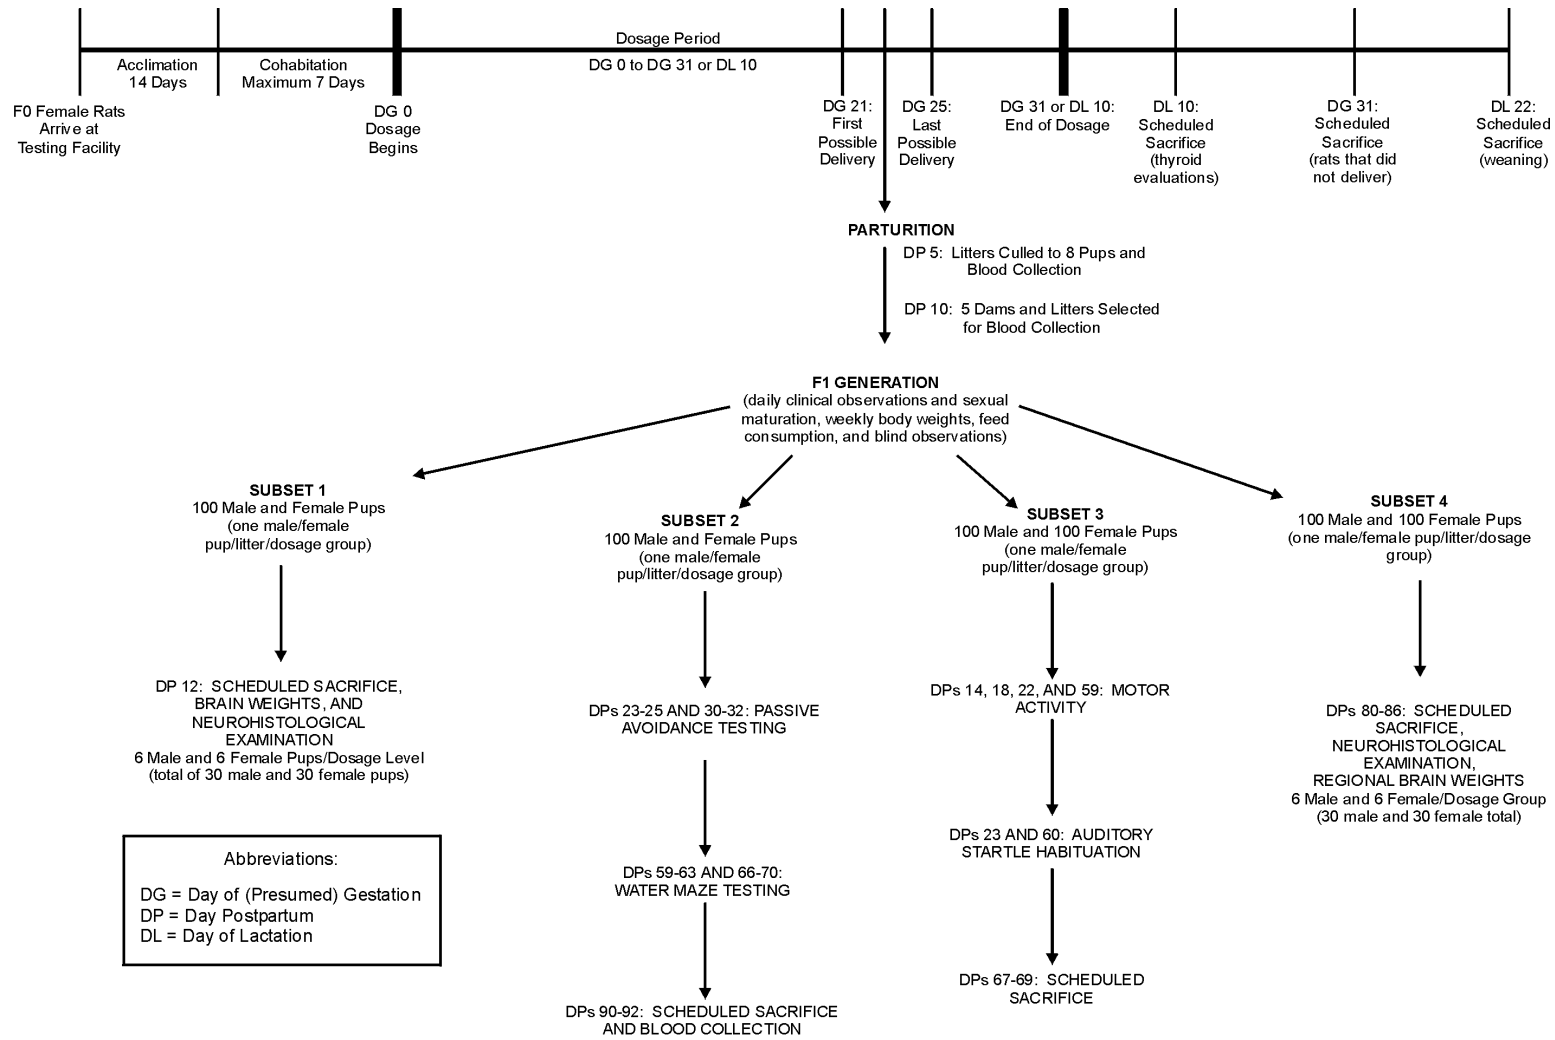 Dosage Period
DG 0 to DG 31 or DL 10
Acclimation
14 Days
Cohabitation
Maximum 7 Days
F0 Female Rats
Arrive at
Testing Facility
DG 0
Dosage
Begins
DG 21:
First
Possible
Delivery
DG 25:
Last
Possible
Delivery
DG 31 or DL 10:
End of Dosage
DL 10:
Scheduled
Sacrifice
(thyroid
evaluations)
DG 31:
Scheduled
Sacrifice
(rats that did
not deliver)
DL 22:
Scheduled
Sacrifice
(weaning)
PARTURITION
DP 5: Litters Culled to 8 Pups and
Blood Collection
DP 10: 5 Dams and Litters Selected
for Blood Collection
F1 GENERATION
(daily clinical observations and sexual
maturation, weekly body weights, feed
consumption, and blind observations)
SUBSET 1
100 Male and Female Pups
(one male/female
pup/litter/dosage group)
DP 12: SCHEDULED SACRIFICE,
BRAIN WEIGHTS, AND
NEUROHISTOLOGICAL
EXAMINATION
6 Male and 6 Female Pups/Dosage Level
(total of 30 male and 30 female pups)
SUBSET 2
100 Male and Female Pups
(one male/female
pup/litter/dosage group)
DPs 23-25 AND 30-32: PASSIVE
AVOIDANCE TESTING
DPs 59-63 AND 66-70:
WATER MAZE TESTING
DPs 90-92: SCHEDULED SACRIFICE
AND BLOOD COLLECTION
SUBSET 3
100 Male and 100 Female Pups
(one male/female
pup/litter/dosage group)
DPs 14, 18, 22, AND 59: MOTOR
ACTIVITY
DPs 23 AND 60: AUDITORY
STARTLE HABITUATION
DPs 67-69: SCHEDULED
SACRIFICE
SUBSET 4
100 Male and 100 Female Pups
(one male/female pup/litter/dosage
group)
DPs 80-86: SCHEDULED
SACRIFICE,
NEUROHISTOLOGICAL
EXAMINATION,
REGIONAL BRAIN WEIGHTS
6 Male and 6 Female/Dosage Group
(30 male and 30 female total)
Abbreviations:
DG = Day of (Presumed) Gestation
DP = Day Postpartum
DL = Day of Lactation